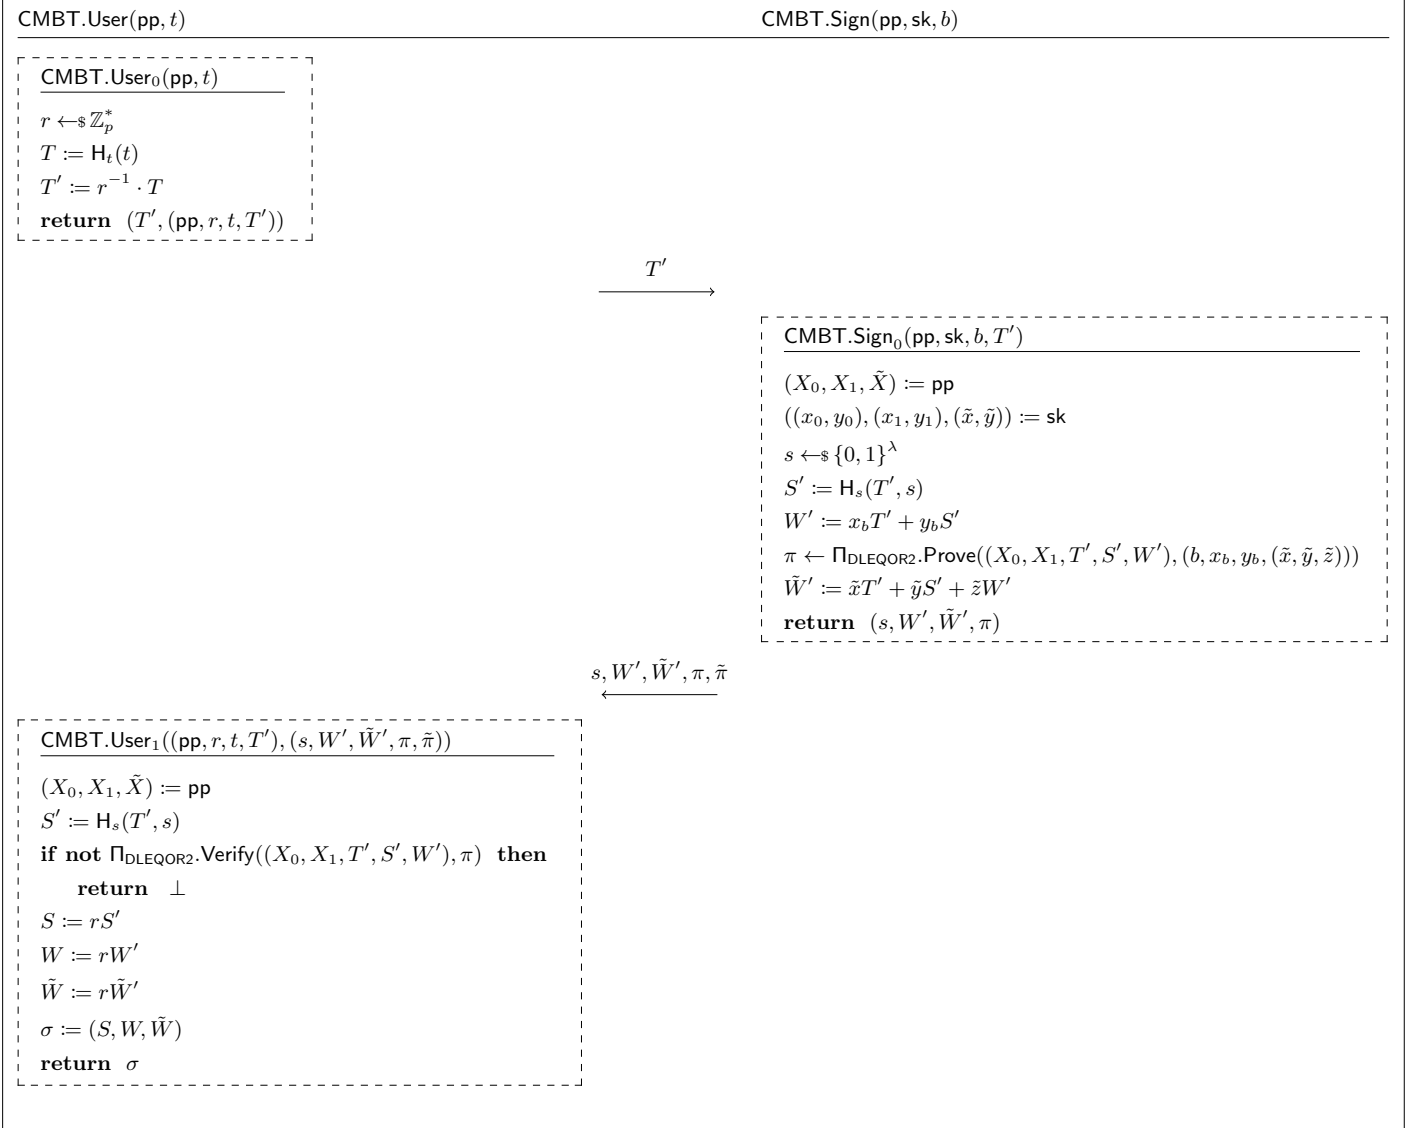 CMBT.User(pp, t)
CMBT.Sign(pp, sk, b)
CMBT.User₀(pp, t)
r ←$ ℤ*ₚ
T := Hₜ(t)
T′ := r⁻¹ · T
return (T′, (pp, r, t, T′))
T′
CMBT.Sign₀(pp, sk, b, T′)
(X₀, X₁, X̃) := pp
((x₀, y₀), (x₁, y₁), (x̃, ỹ)) := sk
s ←$ {0, 1}^λ
S′ := Hₛ(T′, s)
W′ := x_b T′ + y_b S′
π ← Π_DLEQOR2.Prove((X₀, X₁, T′, S′, W′), (b, x_b, y_b, (x̃, ỹ, z̃)))
W̃′ := x̃T′ + ỹS′ + z̃W′
return (s, W′, W̃′, π)
s, W′, W̃′, π, π̃
CMBT.User₁((pp, r, t, T′), (s, W′, W̃′, π, π̃))
(X₀, X₁, X̃) := pp
S′ := Hₛ(T′, s)
if not Π_DLEQOR2.Verify((X₀, X₁, T′, S′, W′), π) then
return ⊥
S := rS′
W := rW′
W̃ := rW̃′
σ := (S, W, W̃)
return σ